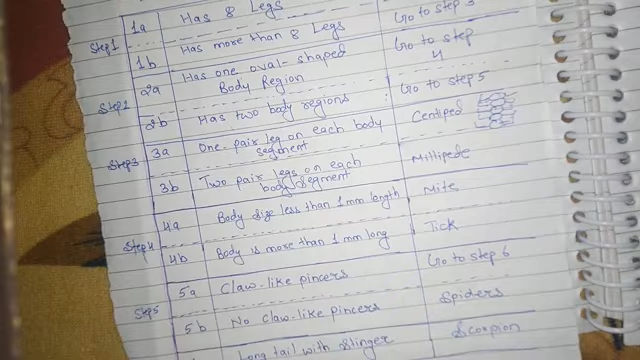 1a Has 8 Legs
Step1
1b Has more than 8 Legs Go to step 3
2a Has one oval-shaped Body Region Go to step 4
Step2
2b Has two body regions Go to step 5
3a One pair leg on each body segment Centiped
Step3
3b Two pair legs on each body segment Millipede
4a Body size less than 1 mm length Mite
Step4
4b Body is more than 1 mm long Tick
5a Claw-like pincers Go to step 6
Step5
5b No claw-like pincers Spiders
Long tail with stinger Scorpion